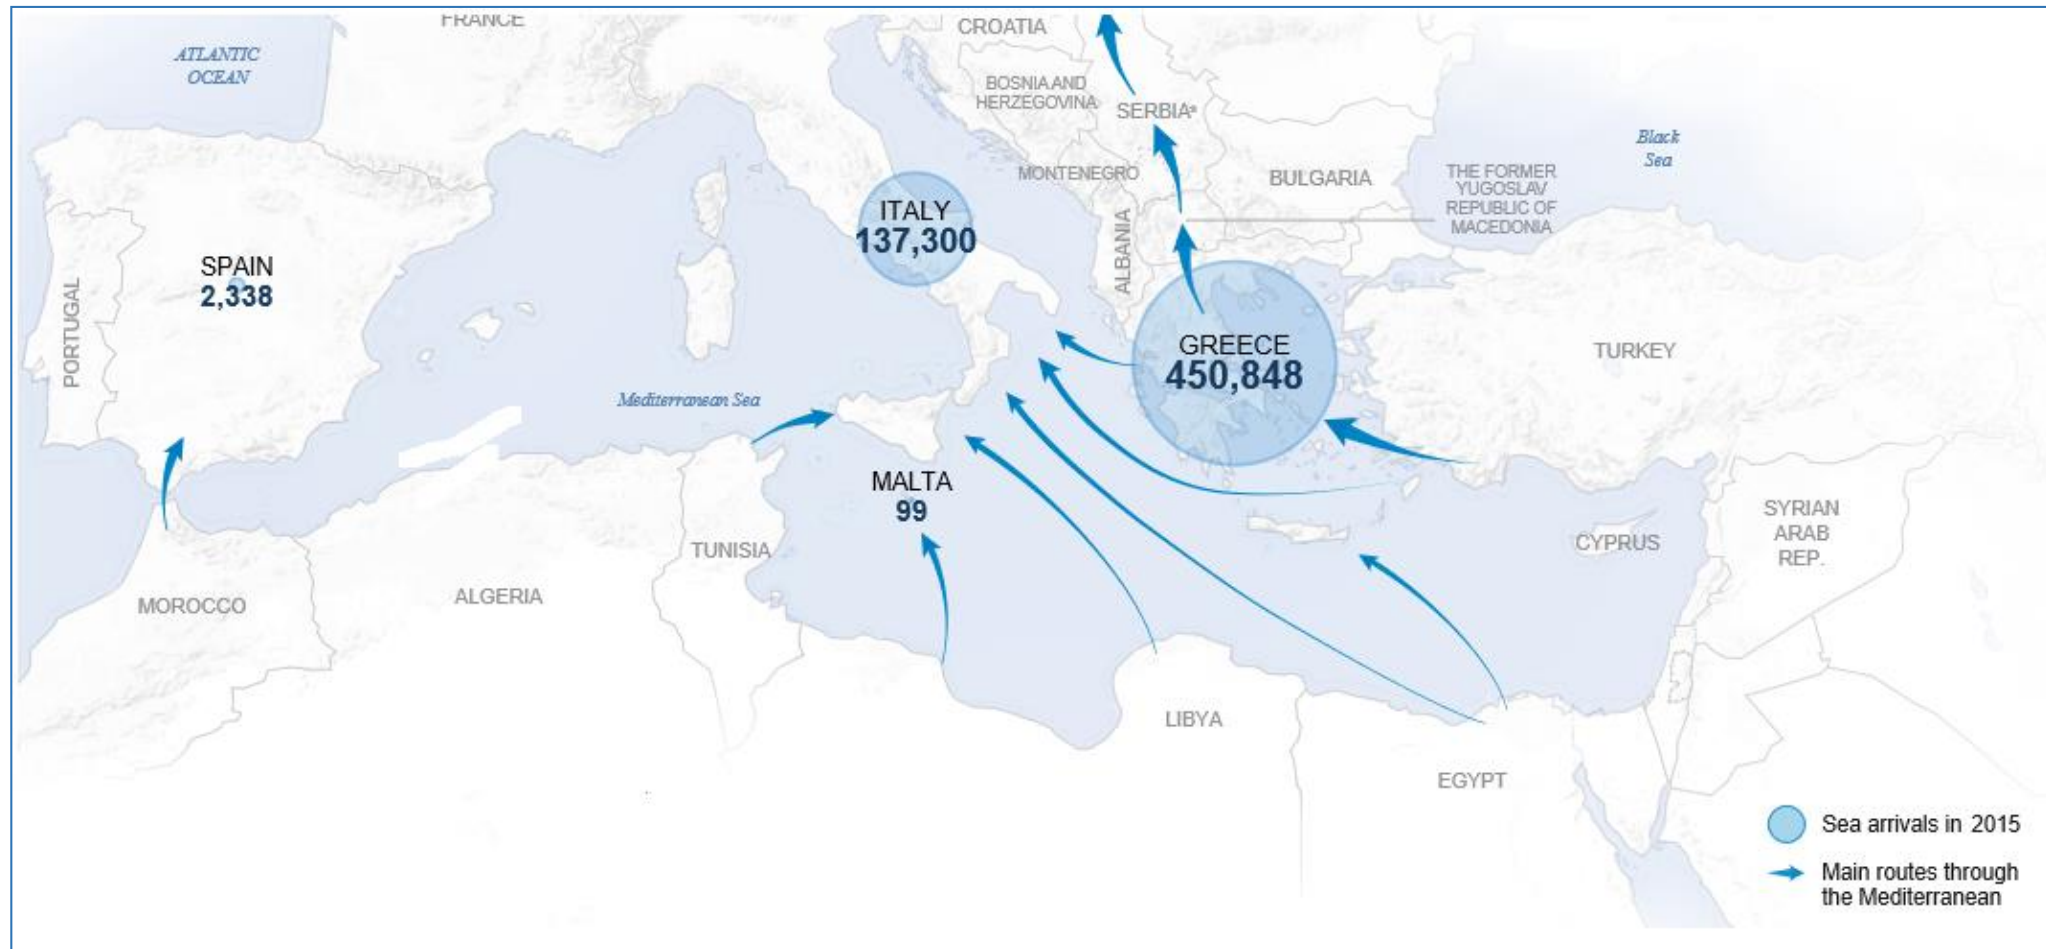 FRANCE
CROATIA
ATLANTIC
OCEAN
BOSNIA AND
HERZEGOVINA
SERBIAª
Black
Sea
MONTENEGRO
BULGARIA
THE FORMER
YUGOSLAV
REPUBLIC OF
MACEDONIA
ITALY
137,300
ALBANIA
SPAIN
2,338
PORTUGAL
GREECE
450,848
TURKEY
Mediterranean Sea
MALTA
99
SYRIAN
ARAB
REP.
CYPRUS
TUNISIA
ALGERIA
MOROCCO
LIBYA
EGYPT
Sea arrivals in 2015
Main routes through
the Mediterranean